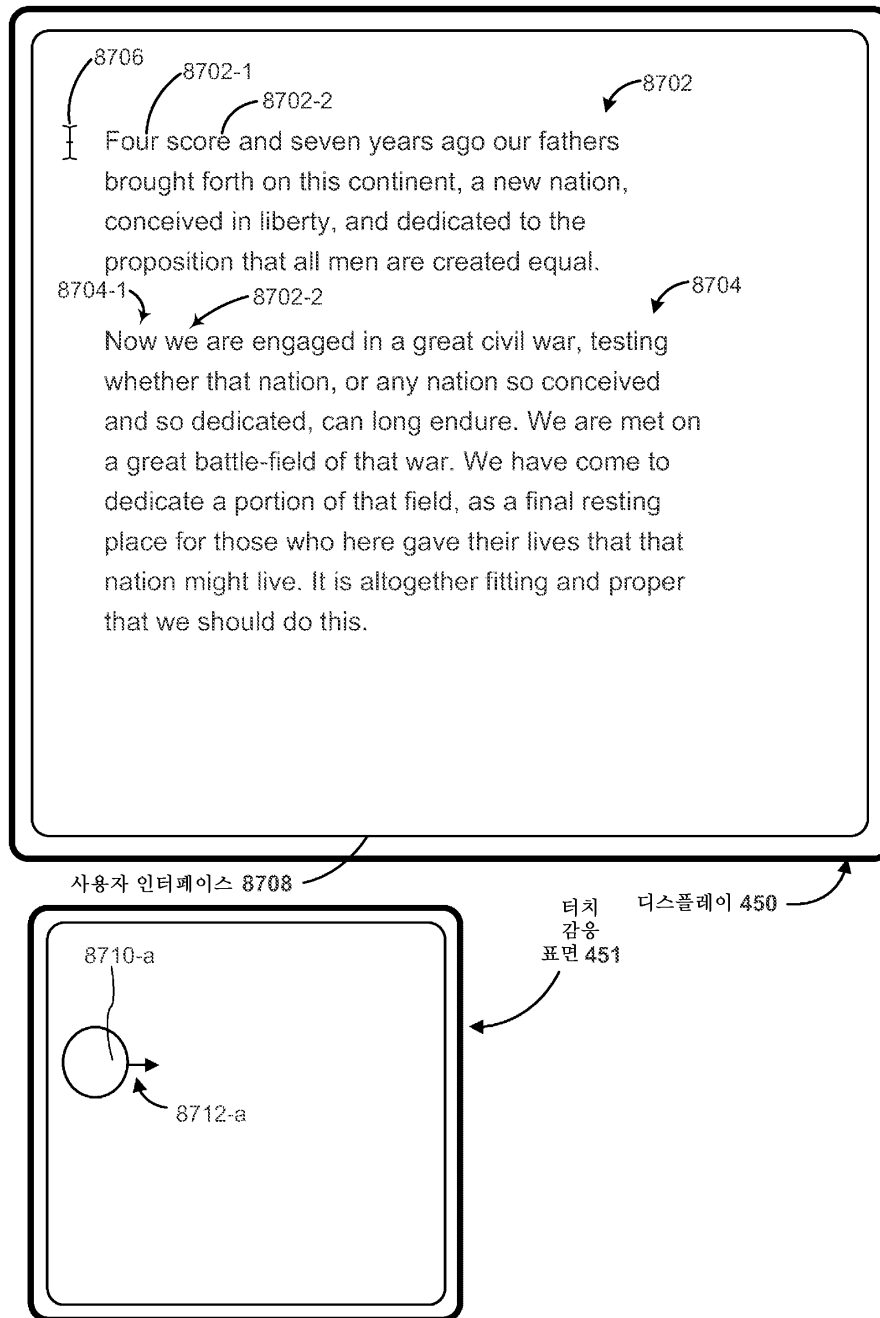 8706
8702-1
8702
8702-2
Four score and seven years ago our fathers
brought forth on this continent, a new nation,
conceived in liberty, and dedicated to the
proposition that all men are created equal.
8704-1
8702-2
8704
Now we are engaged in a great civil war, testing
whether that nation, or any nation so conceived
and so dedicated, can long endure. We are met on
a great battle-field of that war. We have come to
dedicate a portion of that field, as a final resting
place for those who here gave their lives that that
nation might live. It is altogether fitting and proper
that we should do this.
사용자 인터페이스 8708
디스플레이 450
터치
감응
표면 451
8710-a
8712-a